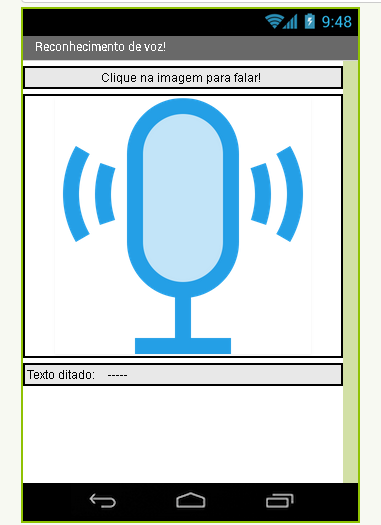 9:48
Reconhecimento de voz!
Clique na imagem para falar!
Texto ditado: -----